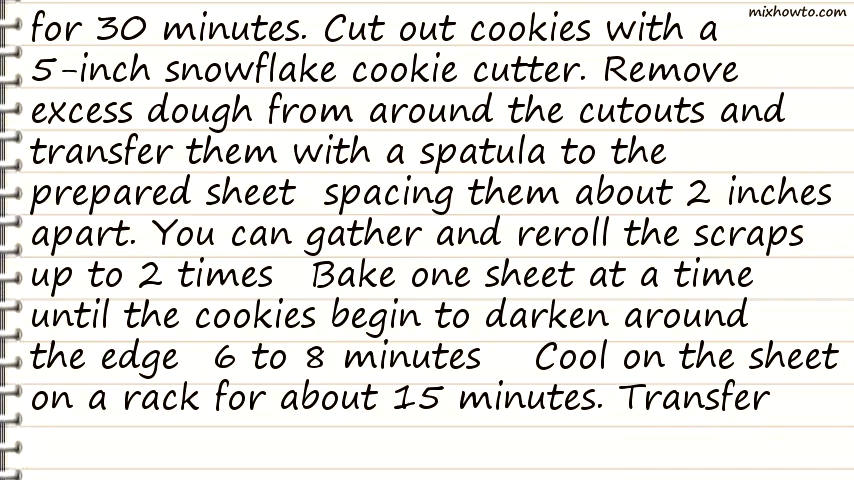 mixhowto.com
for 30 minutes. Cut out cookies with a
5-inch snowflake cookie cutter. Remove
excess dough from around the cutouts and
transfer them with a spatula to the
prepared sheet  spacing them about 2 inches
apart. You can gather and reroll the scraps
up to 2 times   Bake one sheet at a time
until the cookies begin to darken around
the edge   6 to 8 minutes     Cool on the sheet
on a rack for about 15 minutes. Transfer